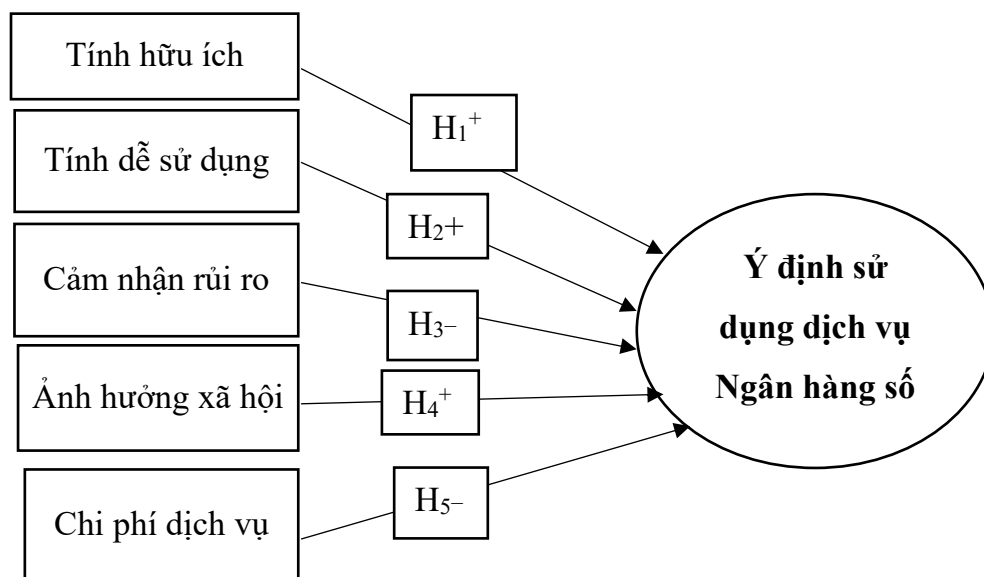 Tính hữu ích
H₁⁺
Tính dễ sử dụng
H₂+
Cảm nhận rủi ro
H₃₋
Ảnh hưởng xã hội
H₄⁺
Chi phí dịch vụ
H₅₋
Ý định sử
dụng dịch vụ
Ngân hàng số